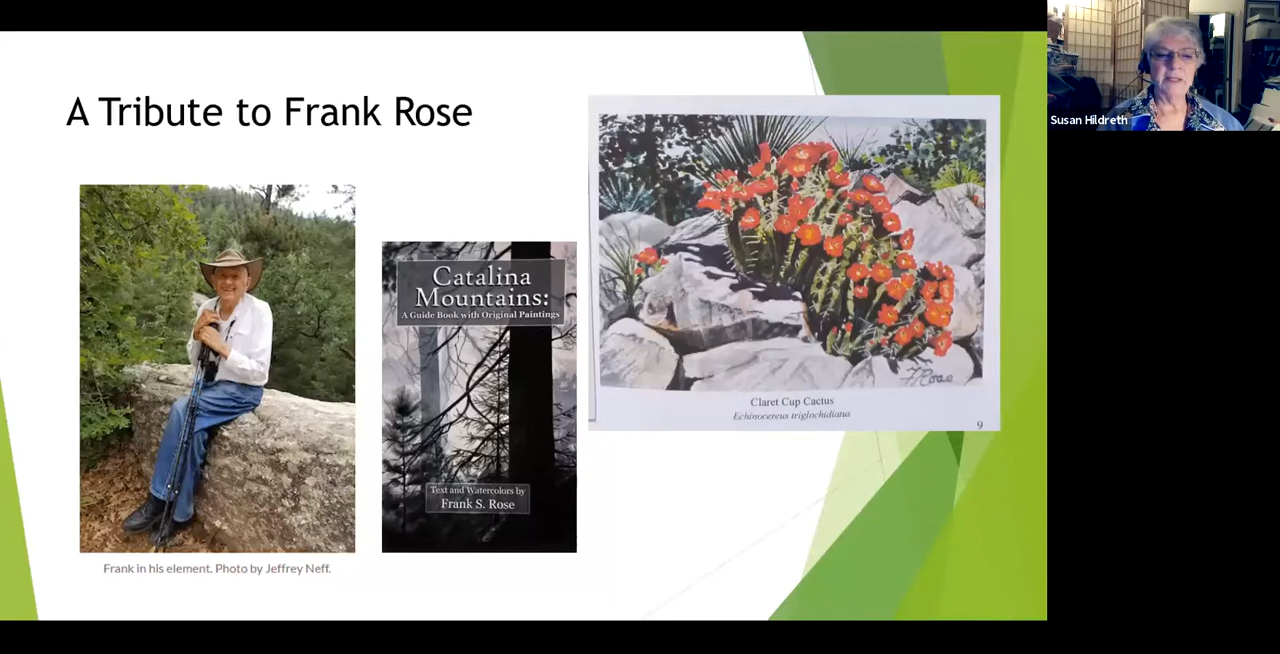 A Tribute to Frank Rose
Susan Hildreth
Catalina
Mountains:
A Guide Book with Original Paintings
Text and Watercolors by
Frank S. Rose
F Rose
Claret Cup Cactus
Echinocereus triglochidiatus
9
Frank in his element. Photo by Jeffrey Neff.